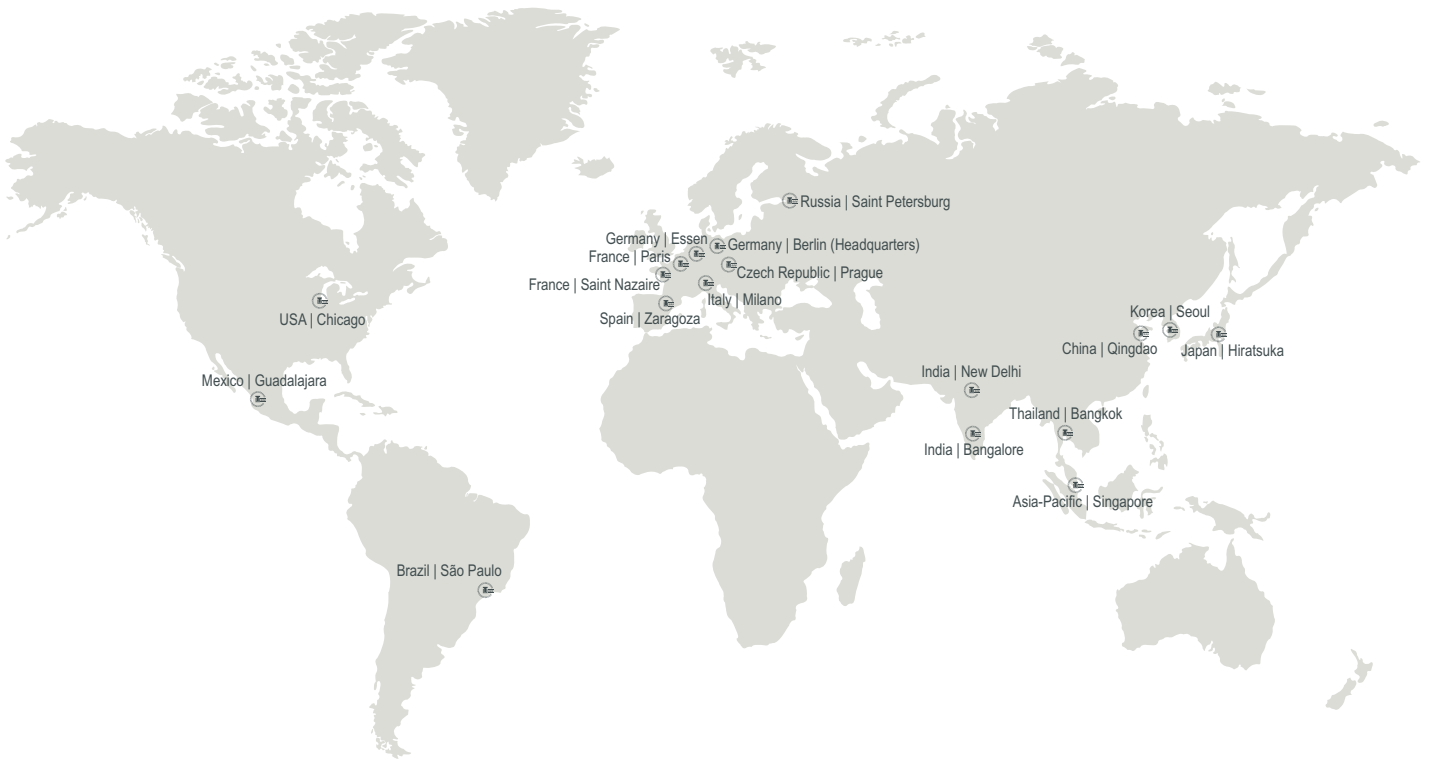 Russia | Saint Petersburg
Germany | Essen
Germany | Berlin (Headquarters)
France | Paris
Czech Republic | Prague
France | Saint Nazaire
Italy | Milano
USA | Chicago
Spain | Zaragoza
Korea | Seoul
China | Qingdao
Japan | Hiratsuka
Mexico | Guadalajara
India | New Delhi
Thailand | Bangkok
India | Bangalore
Asia-Pacific | Singapore
Brazil | São Paulo